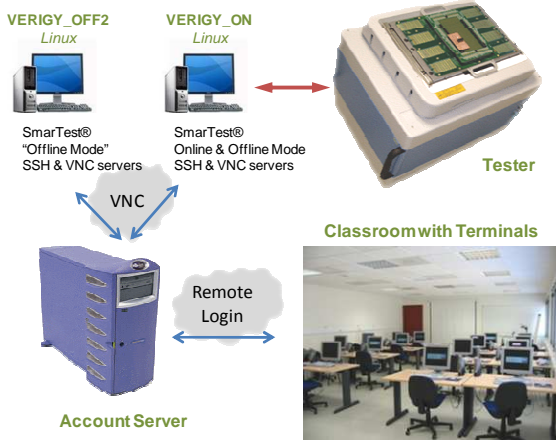 VERIGY_OFF2
Linux
VERIGY_ON
Linux
SmarTest®
"Offline Mode"
SSH & VNC servers
SmarTest®
Online & Offline Mode
SSH & VNC servers
Tester
VNC
Classroom with Terminals
Remote
Login
Account Server